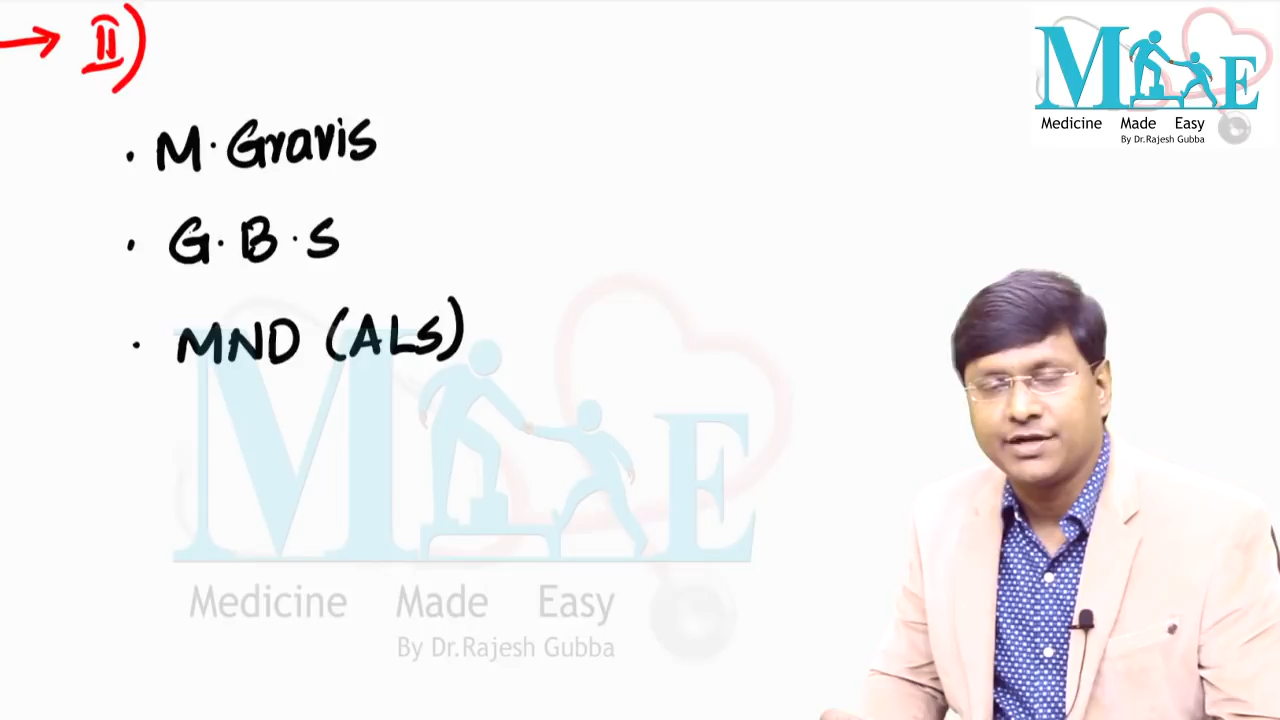 → II)
· M. Gravis
· G.B.S
· MND (ALS)
M E
Medicine Made Easy
By Dr.Rajesh Gubba
M E
Medicine Made Easy
By Dr.Rajesh Gubba